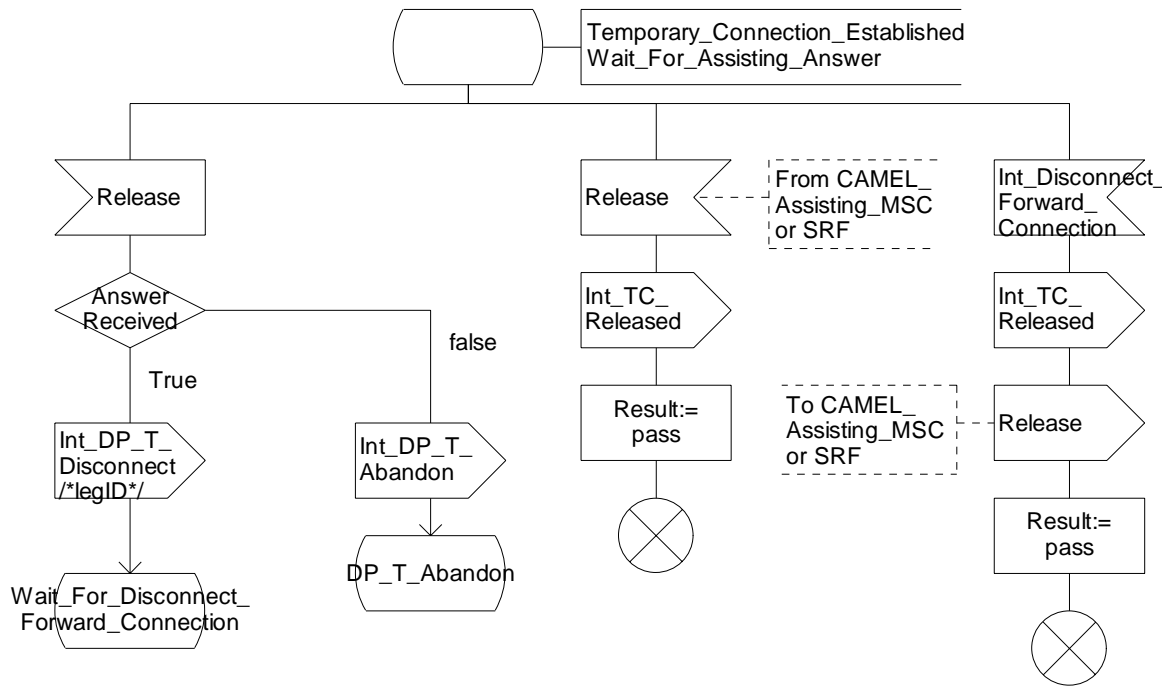 Temporary_Connection_Established
Wait_For_Assisting_Answer
Release
Release
From CAMEL_
Assisting_MSC
or SRF
Int_Disconnect_
Forward_
Connection
Answer
Received
Int_TC_
Released
Int_TC_
Released
false
True
Int_DP_T_
Disconnect
/*legID*/
Int_DP_T_
Abandon
Result:=
pass
To CAMEL_
Assisting_MSC
or SRF
Release
Wait_For_Disconnect_
Forward_Connection
DP_T_Abandon
Result:=
pass